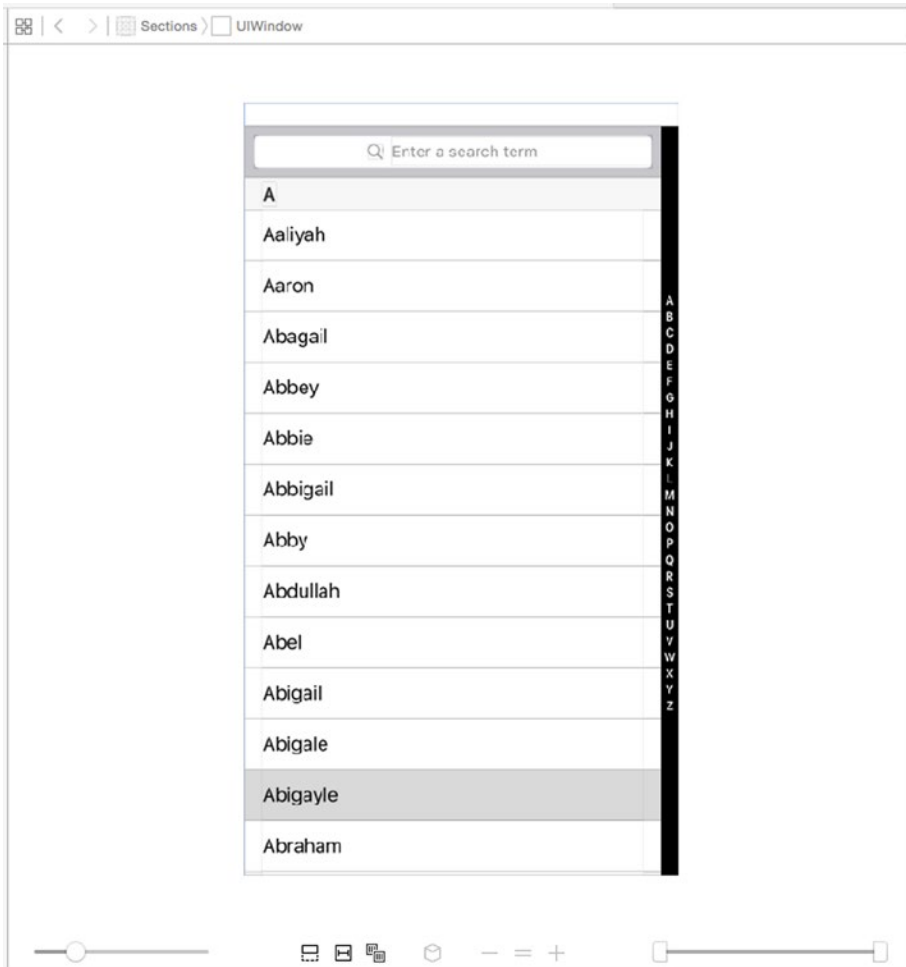 Sections
UIWindow
Enter a search term
A
Aaliyah
Aaron
Abagail
Abbey
Abbie
Abbigail
Abby
Abdullah
Abel
Abigail
Abigale
Abigayle
Abraham
A
B
C
D
E
F
G
H
I
J
K
L
M
N
O
P
Q
R
S
T
U
V
W
X
Y
Z